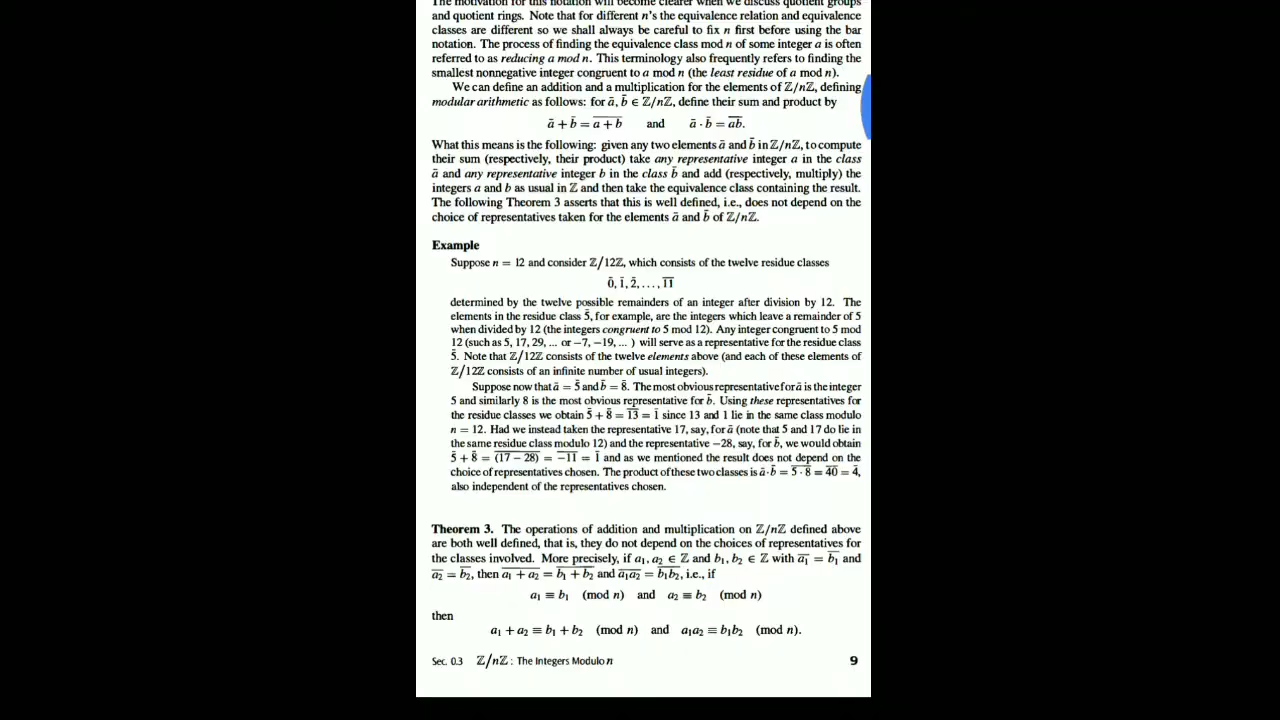 The motivation for this notation will become clearer when we discuss quotient groups
and quotient rings. Note that for different n's the equivalence relation and equivalence
classes are different so we shall always be careful to fix n first before using the bar
notation. The process of finding the equivalence class mod n of some integer a is often
referred to as reducing a mod n. This terminology also frequently refers to finding the
smallest nonnegative integer congruent to a mod n (the least residue of a mod n).
We can define an addition and a multiplication for the elements of ℤ/nℤ, defining
modular arithmetic as follows: for ā, b̄ ∈ ℤ/nℤ, define their sum and product by
ā + b̄ = \overline{a + b} and ā · b̄ = \overline{ab}.
What this means is the following: given any two elements ā and b̄ in ℤ/nℤ, to compute
their sum (respectively, their product) take any representative integer a in the class
ā and any representative integer b in the class b̄ and add (respectively, multiply) the
integers a and b as usual in ℤ and then take the equivalence class containing the result.
The following Theorem 3 asserts that this is well defined, i.e., does not depend on the
choice of representatives taken for the elements ā and b̄ of ℤ/nℤ.
Example
Suppose n = 12 and consider ℤ/12ℤ, which consists of the twelve residue classes
0̄, 1̄, 2̄, . . . , \overline{11}
determined by the twelve possible remainders of an integer after division by 12. The
elements in the residue class 5̄, for example, are the integers which leave a remainder of 5
when divided by 12 (the integers congruent to 5 mod 12). Any integer congruent to 5 mod
12 (such as 5, 17, 29, ... or −7, −19, ... ) will serve as a representative for the residue class
5̄. Note that ℤ/12ℤ consists of the twelve elements above (and each of these elements of
ℤ/12ℤ consists of an infinite number of usual integers).
Suppose now that ā = 5̄ and b̄ = 8̄. The most obvious representative for ā is the integer
5 and similarly 8 is the most obvious representative for b̄. Using these representatives for
the residue classes we obtain 5̄ + 8̄ = \overline{13} = 1̄ since 13 and 1 lie in the same class modulo
n = 12. Had we instead taken the representative 17, say, for ā (note that 5 and 17 do lie in
the same residue class modulo 12) and the representative −28, say, for b̄, we would obtain
5̄ + 8̄ = \overline{(17 − 28)} = \overline{−11} = 1̄ and as we mentioned the result does not depend on the
choice of representatives chosen. The product of these two classes is ā · b̄ = \overline{5 · 8} = \overline{40} = 4̄,
also independent of the representatives chosen.
Theorem 3. The operations of addition and multiplication on ℤ/nℤ defined above
are both well defined, that is, they do not depend on the choices of representatives for
the classes involved. More precisely, if a₁, a₂ ∈ ℤ and b₁, b₂ ∈ ℤ with \overline{a₁} = \overline{b₁} and
\overline{a₂} = \overline{b₂}, then \overline{a₁ + a₂} = \overline{b₁ + b₂} and \overline{a₁a₂} = \overline{b₁b₂}, i.e., if
a₁ ≡ b₁ (mod n) and a₂ ≡ b₂ (mod n)
then
a₁ + a₂ ≡ b₁ + b₂ (mod n) and a₁a₂ ≡ b₁b₂ (mod n).
Sec. 0.3 ℤ/nℤ : The Integers Modulo n 9